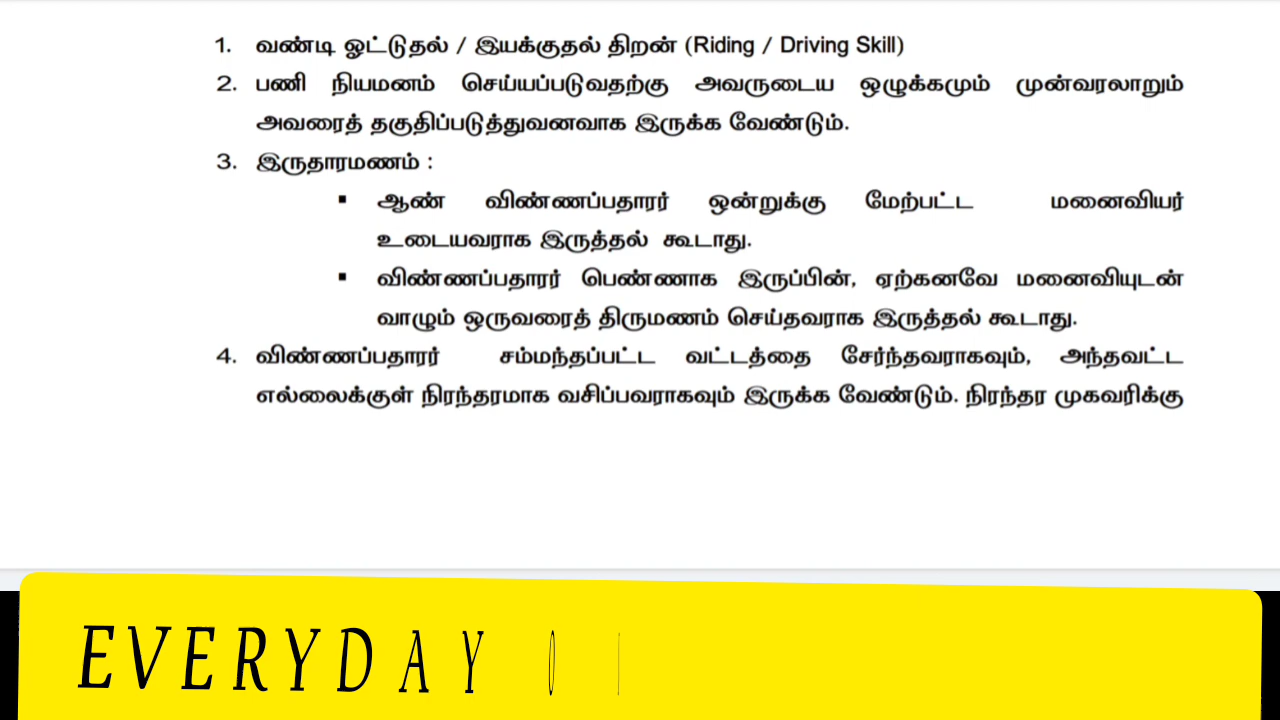 1. வண்டி ஓட்டுதல் / இயக்குதல் திறன் (Riding / Driving Skill)
2. பணி நியமனம் செய்யப்படுவதற்கு அவருடைய ஒழுக்கமும் முன்வரலாறும்
அவரைத் தகுதிப்படுத்துவனவாக இருக்க வேண்டும்.
3. இருதாரமணம் :
▪ ஆண் விண்ணப்பதாரர் ஒன்றுக்கு மேற்பட்ட மனைவியர்
உடையவராக இருத்தல் கூடாது.
▪ விண்ணப்பதாரர் பெண்ணாக இருப்பின், ஏற்கனவே மனைவியுடன்
வாழும் ஒருவரைத் திருமணம் செய்தவராக இருத்தல் கூடாது.
4. விண்ணப்பதாரர் சம்மந்தப்பட்ட வட்டத்தை சேர்ந்தவராகவும், அந்தவட்ட
எல்லைக்குள் நிரந்தரமாக வசிப்பவராகவும் இருக்க வேண்டும். நிரந்தர முகவரிக்கு
EVERYDAY